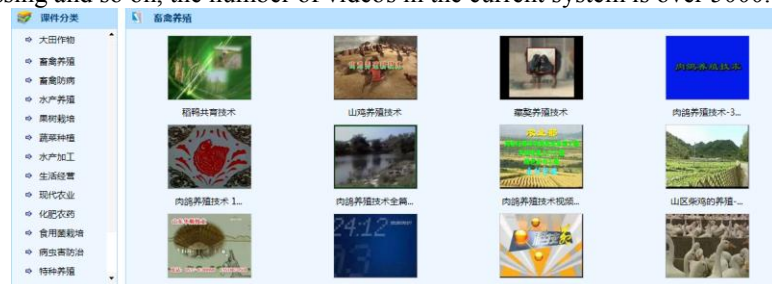 ssing and so on, the number of videos in the current system is over 3000.
课件分类
畜禽养殖
大田作物
畜禽养殖
畜禽防病
水产养殖
果树栽培
蔬菜种植
水产加工
生活经营
现代农业
化肥农药
食用菌栽培
病虫害防治
特种养殖
肉鸽养殖技术
稻鸭共育技术
山鸡养殖技术
藏獒养殖技术
肉鸽养殖技术-3...
肉鸽养殖技术 1...
肉鸽养殖技术全篇...
肉鸽养殖技术视频...
山区柴鸡的养殖-...
24:12